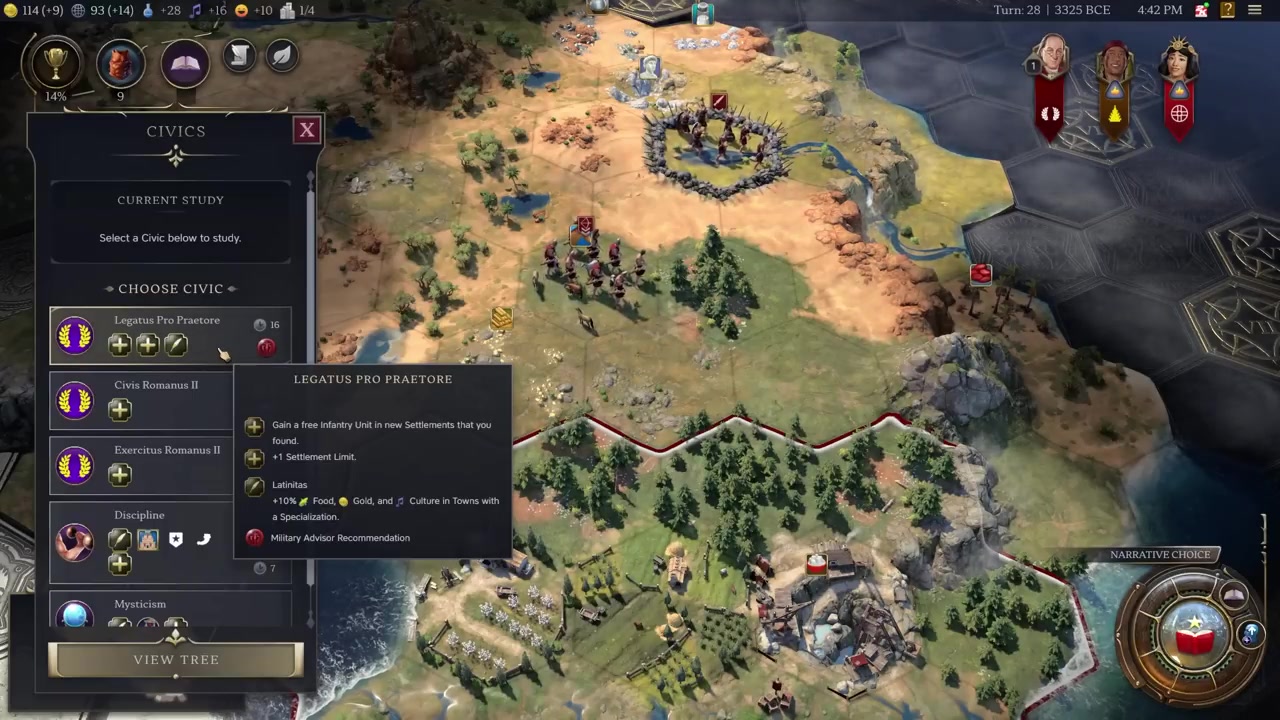 114 (+9) 93 (+14) +28 +16 +10 1/4
Turn: 28 | 3325 BCE 4:42 PM ?
14% 9
1
CIVICS
X
CURRENT STUDY
Select a Civic below to study.
CHOOSE CIVIC
Legatus Pro Praetore
16
Civis Romanus II
Exercitus Romanus II
Discipline
7
Mysticism
VIEW TREE
LEGATUS PRO PRAETORE
Gain a free Infantry Unit in new Settlements that you
found.
+1 Settlement Limit.
Latinitas
+10% Food, Gold, and Culture in Towns with
a Specialization.
Military Advisor Recommendation
NARRATIVE CHOICE